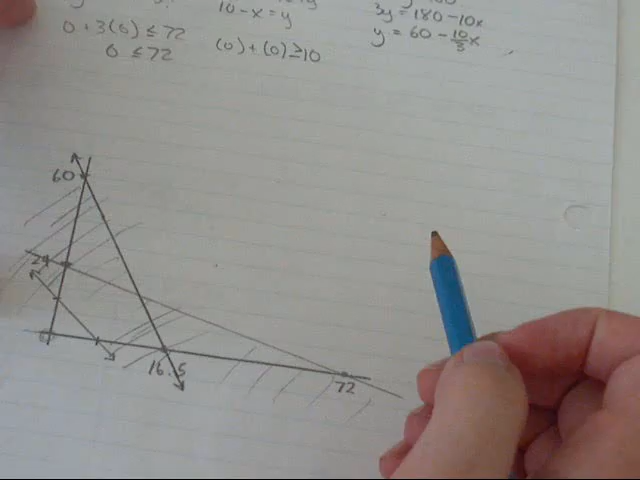 10 - x = y
3y = 180 - 10x
0 + 3(0) ≤ 72
y = 60 - 10/3x
0 ≤ 72
(0) + (0) ≥ 10
60
24
16.5
72